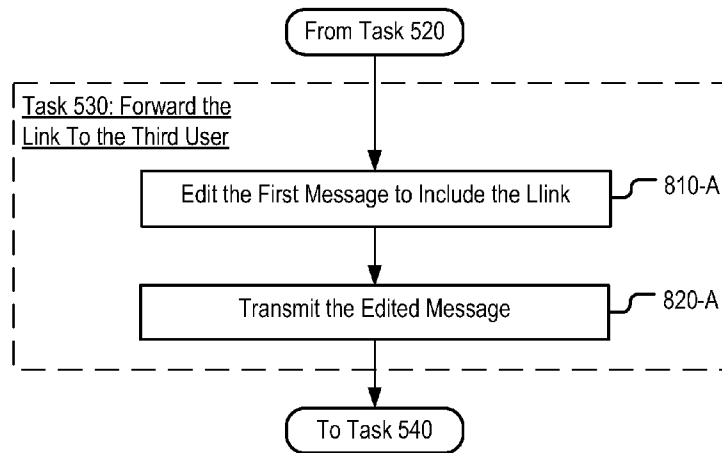 From Task 520
Task 530: Forward the
Link To the Third User
Edit the First Message to Include the Llink
810-A
Transmit the Edited Message
820-A
To Task 540